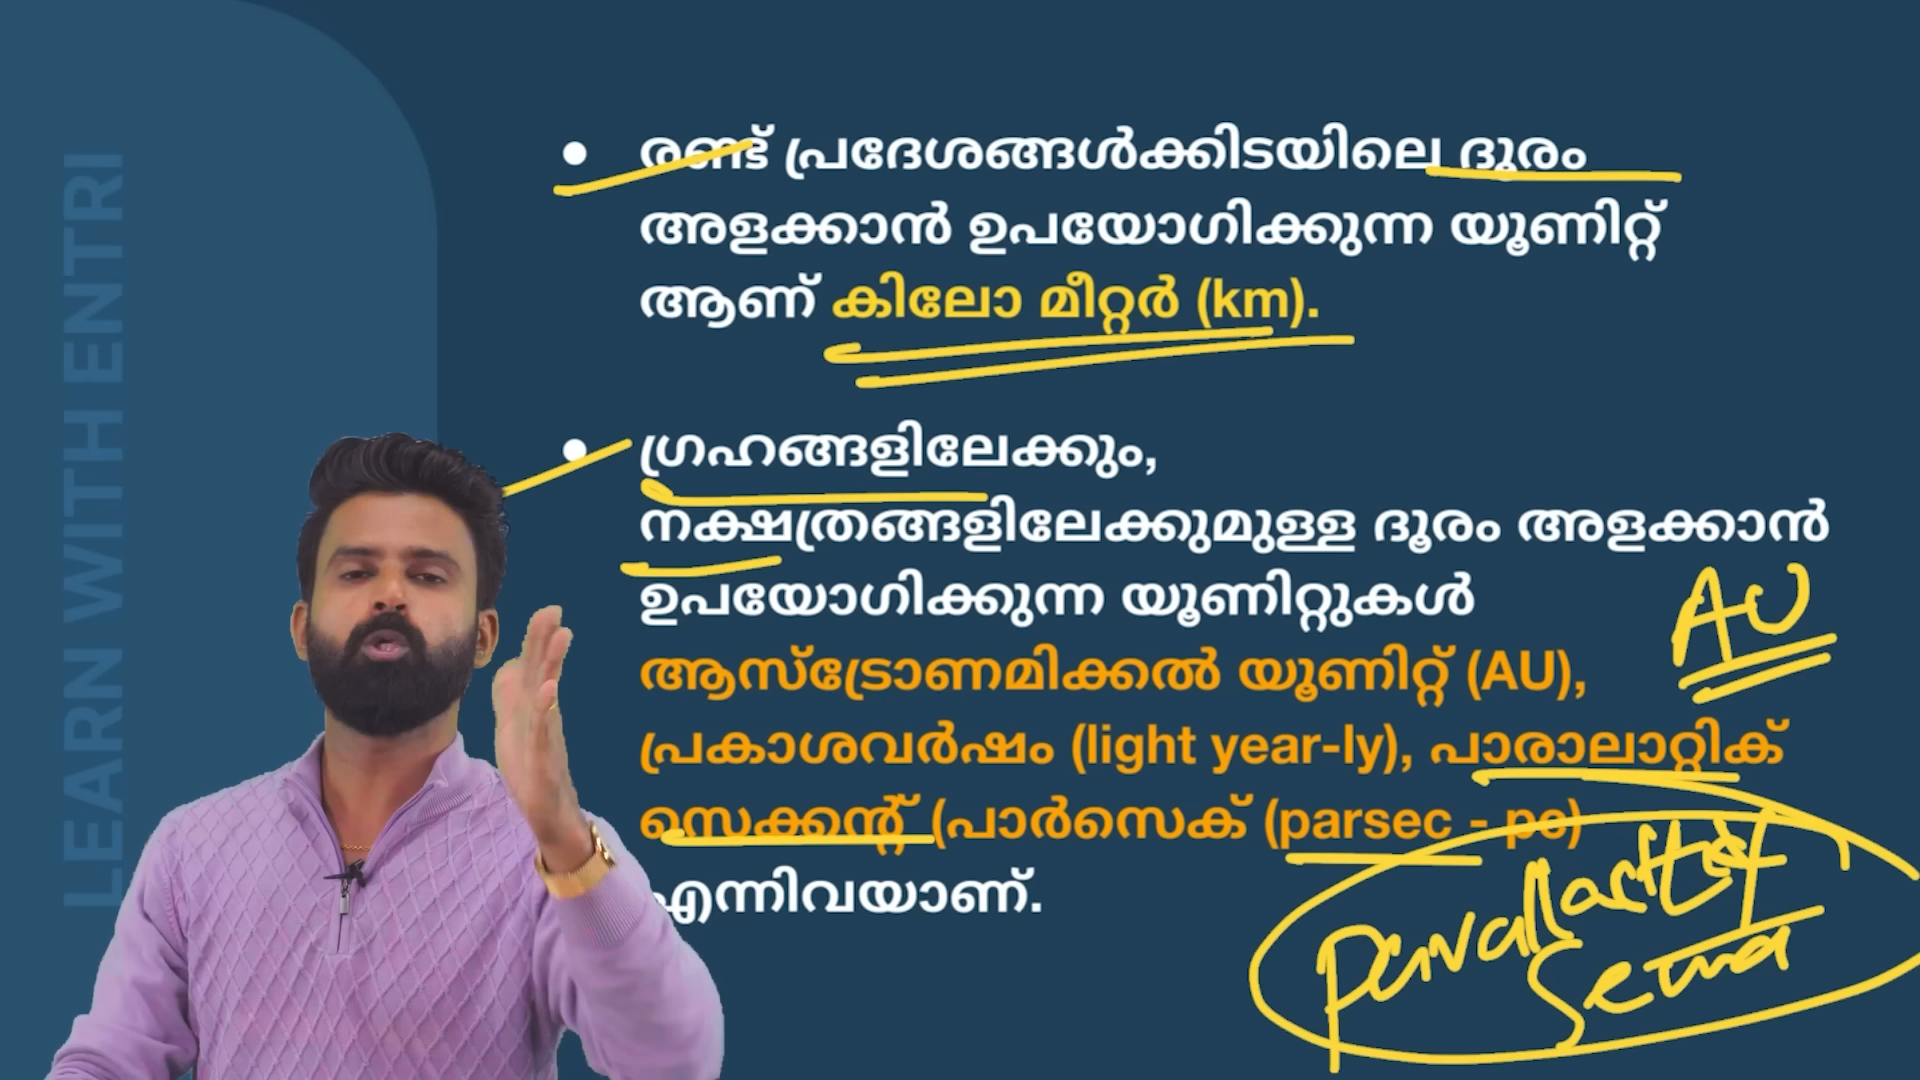 LEARN WITH ENTRI
• രണ്ട് പ്രദേശങ്ങൾക്കിടയിലെ ദൂരം
അളക്കാൻ ഉപയോഗിക്കുന്ന യൂണിറ്റ്
ആണ് കിലോ മീറ്റർ (km).
• ഗ്രഹങ്ങളിലേക്കും,
നക്ഷത്രങ്ങളിലേക്കുമുള്ള ദൂരം അളക്കാൻ
ഉപയോഗിക്കുന്ന യൂണിറ്റുകൾ
ആസ്ട്രോണമിക്കൽ യൂണിറ്റ് (AU),
AU
പ്രകാശവർഷം (light year-ly), പാരാലാറ്റിക്
സെക്കന്റ് (പാർസെക് (parsec - pc)
എന്നിവയാണ്.